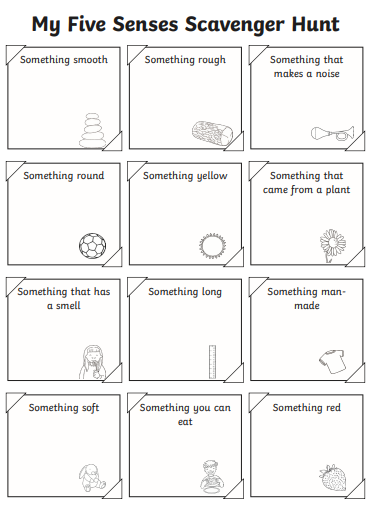 My Five Senses Scavenger Hunt
Something smooth
Something rough
Something that
makes a noise
Something round
Something yellow
Something that
came from a plant
Something that has
a smell
Something long
Something man-
made
Something soft
Something you can
eat
Something red